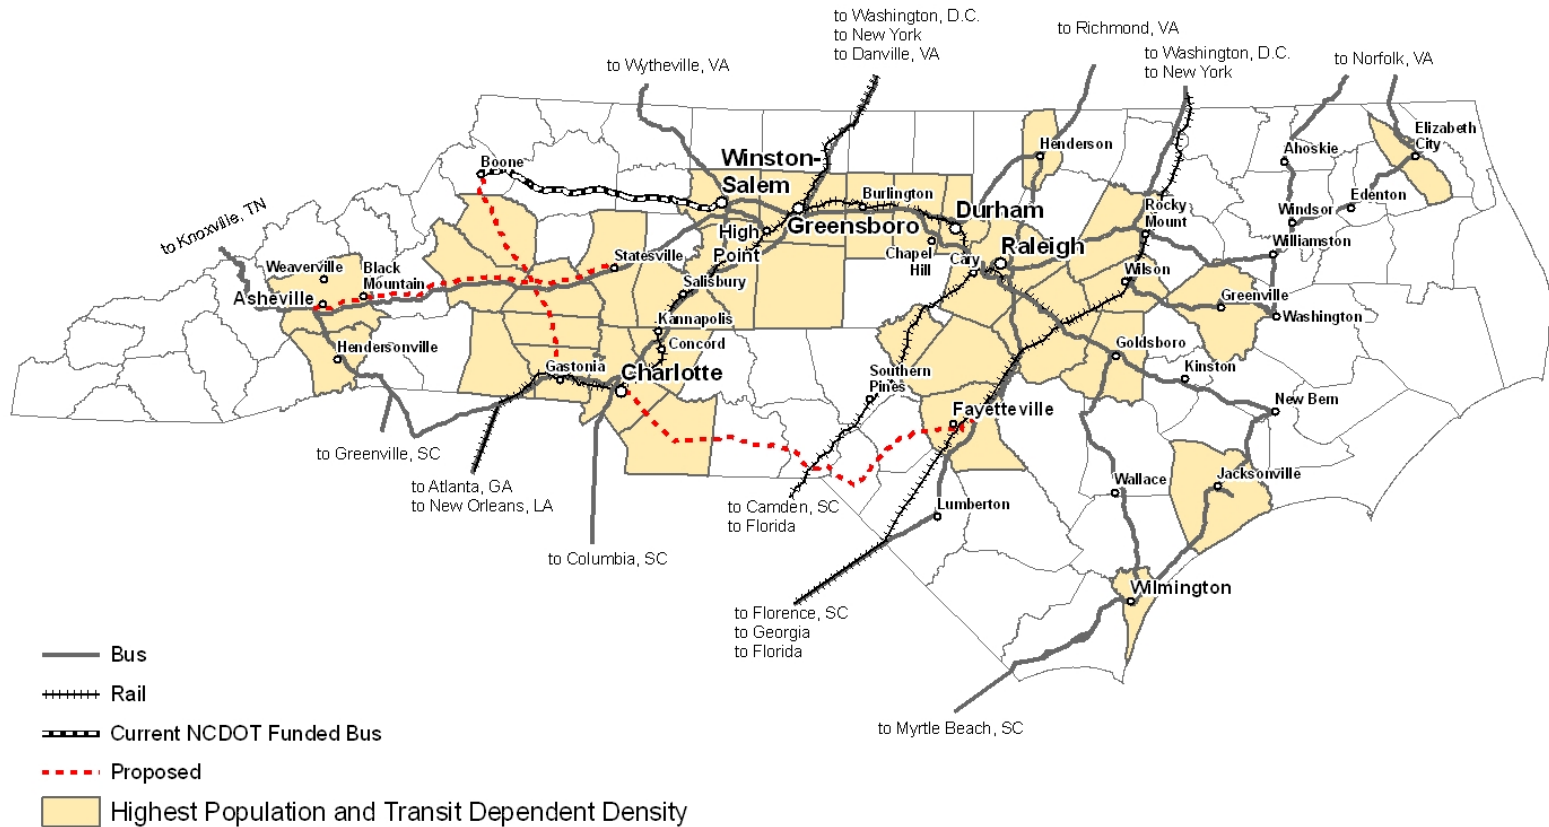 to Washington, D.C.
to New York
to Danville, VA
to Richmond, VA
to Washington, D.C.
to New York
to Norfolk, VA
to Wytheville, VA
Boone
Winston-
Salem
Burlington
Henderson
Elizabeth
City
Ahoskie
Edenton
Windsor
Williamston
Rocky
Mount
Durham
Greensboro
High
Point
Chapel
Hill
Cary
Raleigh
to Knoxville, TN
Weaverville
Black
Mountain
Asheville
Statesville
Salisbury
Wilson
Greenville
Washington
Kannapolis
Concord
Hendersonville
Gastonia
Charlotte
Southern
Pines
Goldsboro
Kinston
New Bern
Fayetteville
to Greenville, SC
to Atlanta, GA
to New Orleans, LA
to Columbia, SC
to Camden, SC
to Florida
Lumberton
Wallace
Jacksonville
Wilmington
to Florence, SC
to Georgia
to Florida
to Myrtle Beach, SC
Bus
Rail
Current NCDOT Funded Bus
Proposed
Highest Population and Transit Dependent Density